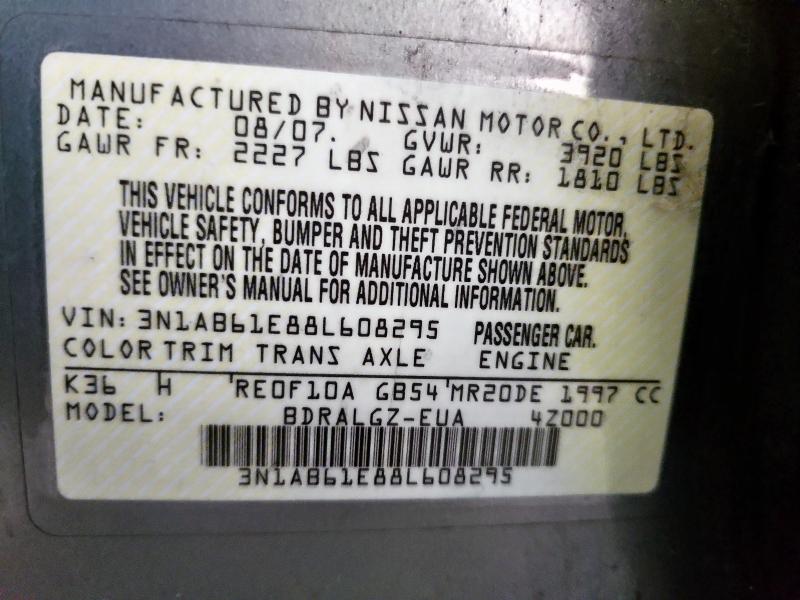 MANUFACTURED BY NISSAN MOTOR CO., LTD.
DATE: 08/07. GVWR: 3920 LBS
GAWR FR: 2227 LBS GAWR RR: 1810 LBS
THIS VEHICLE CONFORMS TO ALL APPLICABLE FEDERAL MOTOR
VEHICLE SAFETY, BUMPER AND THEFT PREVENTION STANDARDS
IN EFFECT ON THE DATE OF MANUFACTURE SHOWN ABOVE.
SEE OWNER'S MANUAL FOR ADDITIONAL INFORMATION.
VIN: 3N1AB61E88L608295 PASSENGER CAR.
COLOR TRIM TRANS AXLE ENGINE
K36 H 'RE0F10A GB54 'MR20DE 1997 CC
MODEL: BDRALGZ-EUA 4Z000
3N1AB61E88L608295